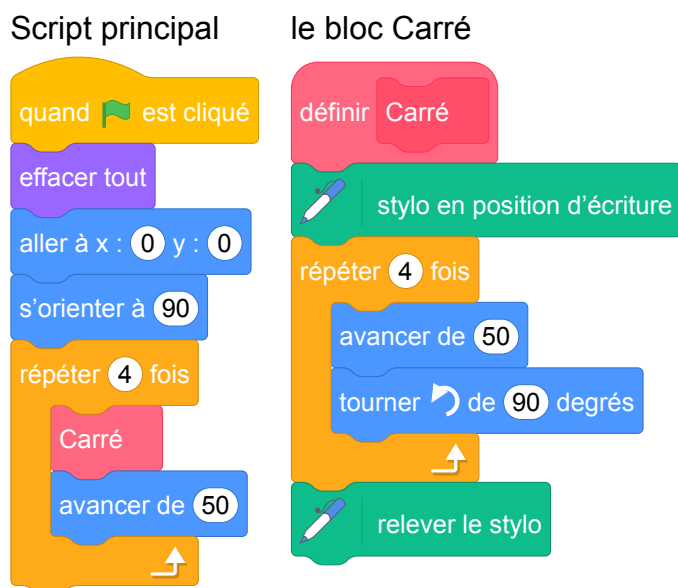 Script principal
quand est cliqué
effacer tout
aller à x : 0 y : 0
s’orienter à 90
répéter 4 fois
Carré
avancer de 50
le bloc Carré
définir Carré
stylo en position d’écriture
répéter 4 fois
avancer de 50
tourner de 90 degrés
relever le stylo